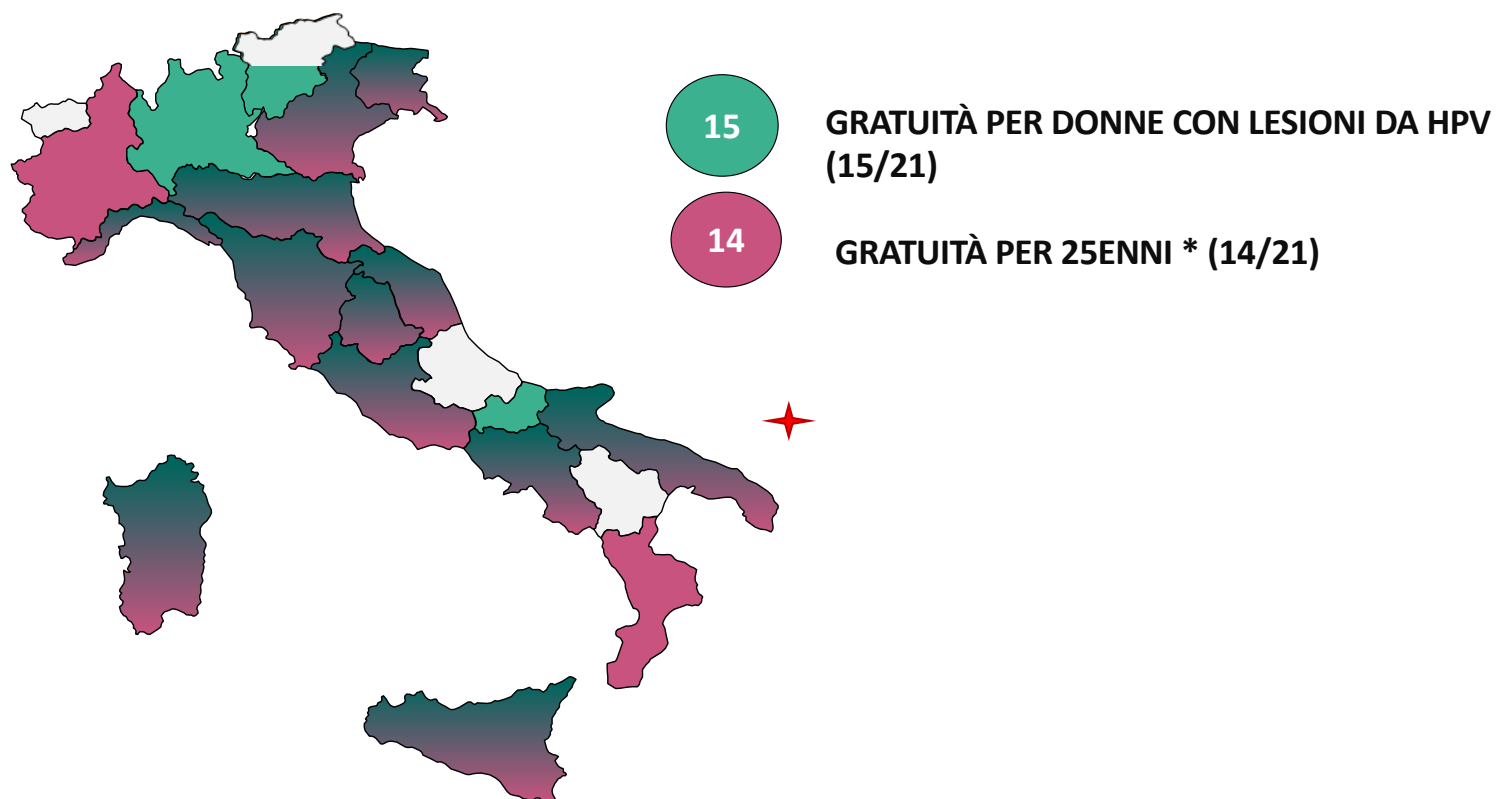 15
GRATUITÀ PER DONNE CON LESIONI DA HPV
(15/21)
14
GRATUITÀ PER 25ENNI * (14/21)